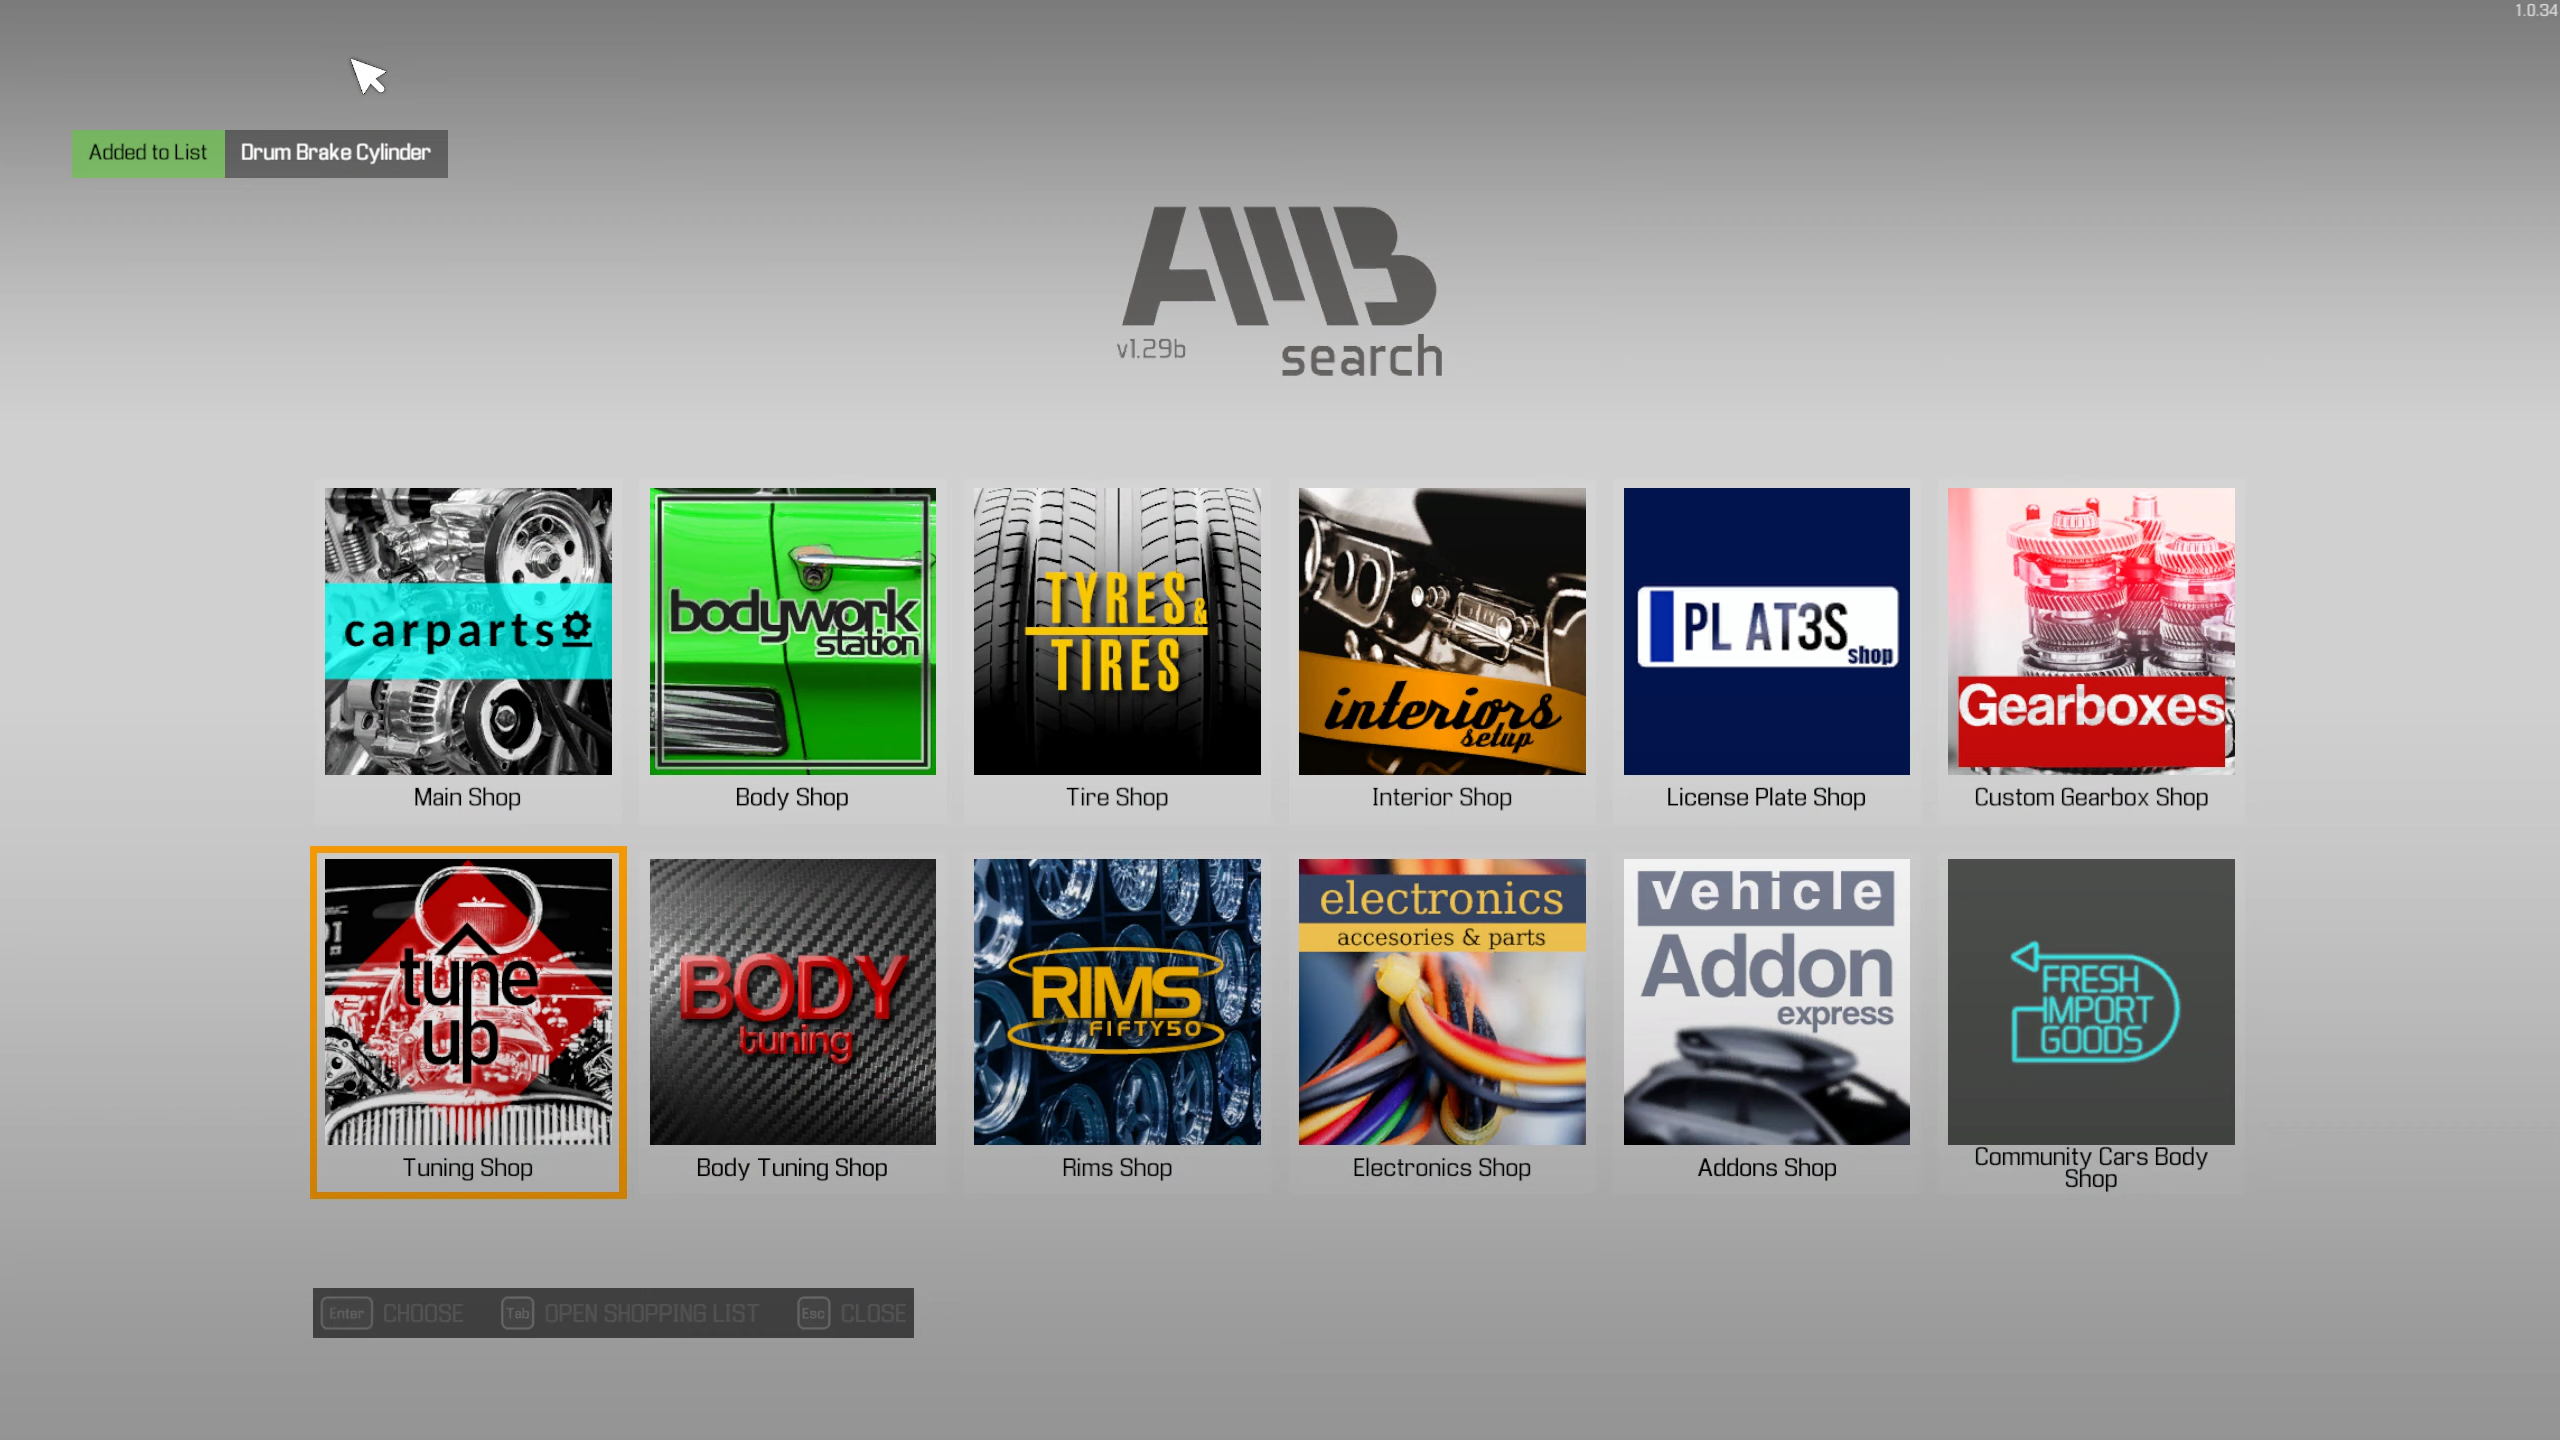 1.0.34
Added to List Drum Brake Cylinder
AMB
v1.29b search
carparts
bodywork
station
TYRES &
TIRES
interiors
setup
PL AT3S
shop
Gearboxes
Main Shop
Body Shop
Tire Shop
Interior Shop
License Plate Shop
Custom Gearbox Shop
tune
up
BODY
tuning
RIMS
FIFTY50
electronics
accesories & parts
vehicle
Addon
express
FRESH
IMPORT
GOODS
Tuning Shop
Body Tuning Shop
Rims Shop
Electronics Shop
Addons Shop
Community Cars Body
Shop
Enter CHOOSE Tab OPEN SHOPPING LIST Esc CLOSE